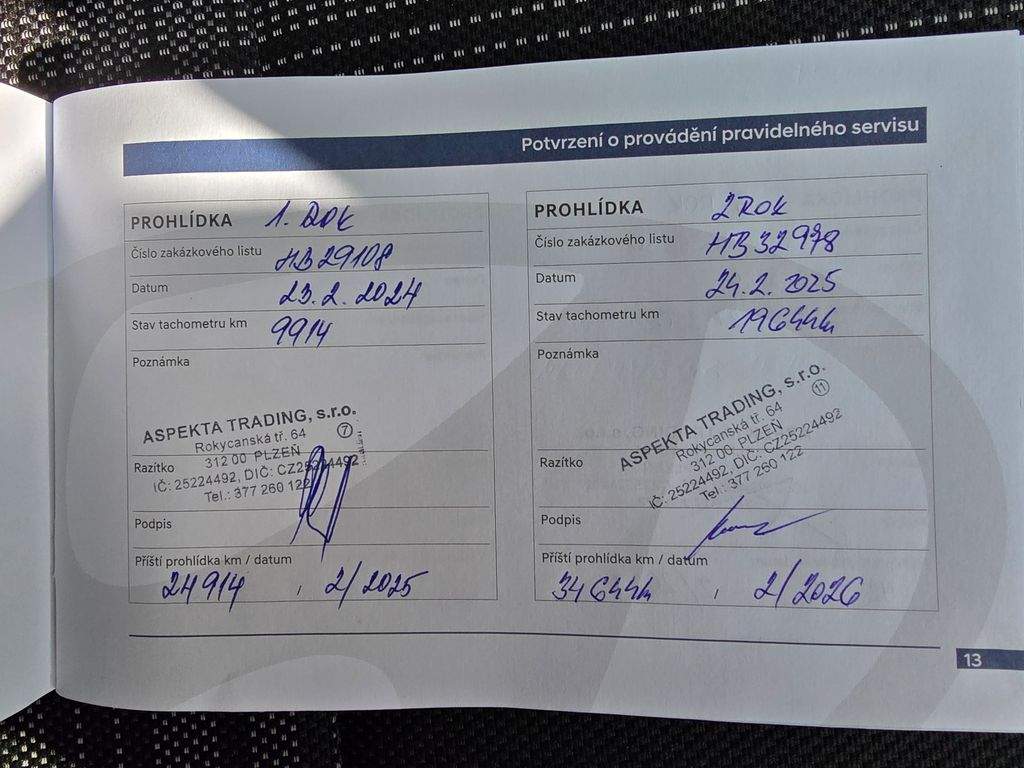 Potvrzení o provádění pravidelného servisu
PROHLÍDKA 1. ROK
Číslo zakázkového listu HB29108
Datum 23.2.2024
Stav tachometru km 9914
Poznámka
ASPEKTA TRADING, s.r.o.
Rokycanská tř. 64 7
312 00 PLZEŇ
Razítko
IČ: 25224492, DIČ: CZ25224492
Tel.: 377 260 122
Podpis
Příští prohlídka km / datum
24914 , 2/2025
PROHLÍDKA 2ROK
Číslo zakázkového listu HB32978
Datum 24.2.2025
Stav tachometru km 19644
Poznámka
ASPEKTA TRADING, s.r.o.
Rokycanská tř. 64 11
312 00 PLZEŇ
Razítko
IČ: 25224492, DIČ: CZ25224492
Tel.: 377 260 122
Podpis
Příští prohlídka km / datum
34644 , 2/2026
13